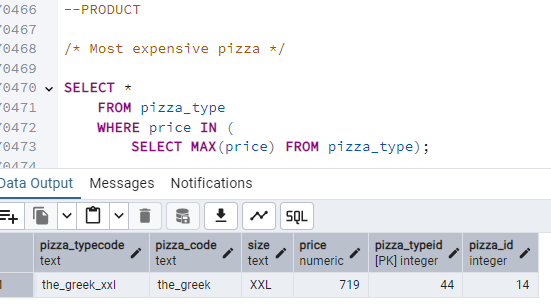 70466 --PRODUCT
70467
70468 /* Most expensive pizza */
70469
70470 SELECT *
70471 FROM pizza_type
70472 WHERE price IN (
70473 SELECT MAX(price) FROM pizza_type);
70474
Data Output Messages Notifications
SQL
pizza_typecode pizza_code size price pizza_typeid pizza_id
text text text numeric [PK] integer integer
1 the_greek_xxl the_greek XXL 719 44 14